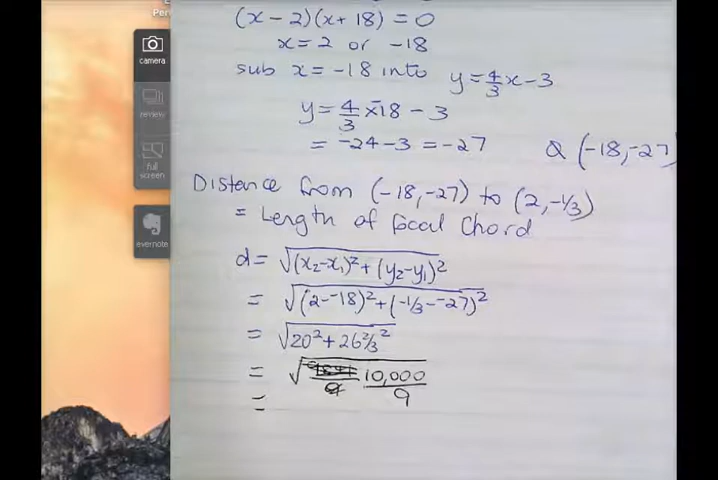 Per
camera
review
full
screen
evernote
(x-2)(x+18)=0
x=2 or -18
sub x=-18 into y=4/3x-3
y=4/3×-18-3
=-24-3=-27 Q (-18,-27)
Distance from (-18,-27) to (2,-1/3)
= Length of focal Chord
d=√(x₂-x₁)²+(y₂-y₁)²
=√(2--18)²+(-1/3--27)²
=√20²+26⅔²
=√10,000/9
=